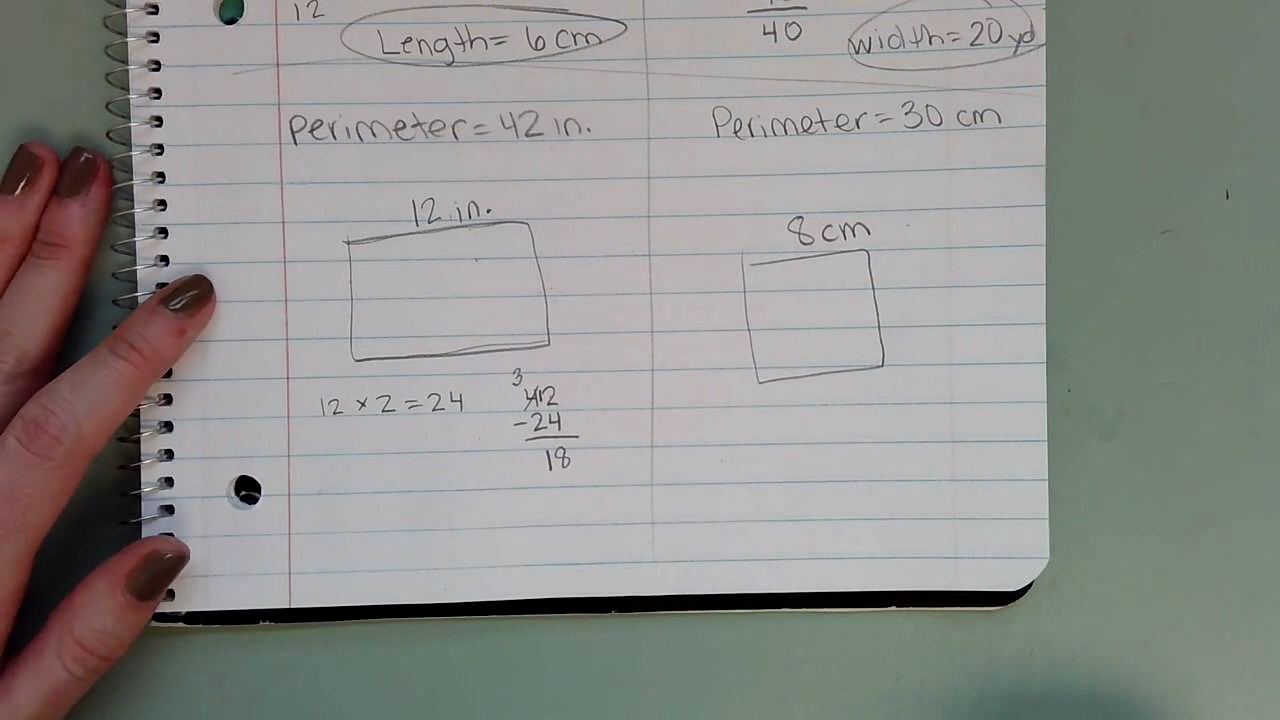 12
Length = 6 cm
40
width = 20 yd
perimeter = 42 in.
12 in.
12 × 2 = 24
3
412
- 24
18
Perimeter = 30 cm
8 cm